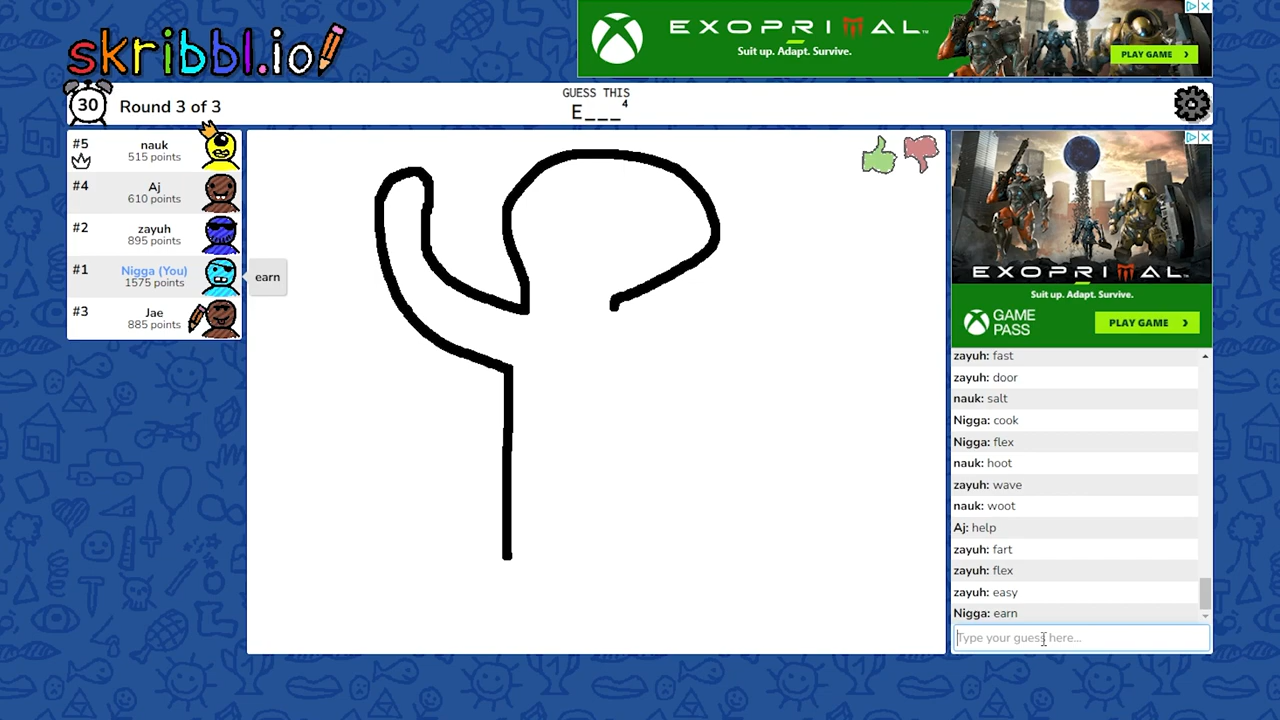 skribbl.io
EXOPRIMAL™
Suit up. Adapt. Survive.
PLAY GAME
30
Round 3 of 3
GUESS THIS
E___ 4
#5
nauk
515 points
#4
Aj
610 points
#2
zayuh
895 points
#1
Nigga (You)
1575 points
earn
#3
Jae
885 points
EXOPRIMAL™
Suit up. Adapt. Survive.
GAME
PASS
PLAY GAME
zayuh: fast
zayuh: door
nauk: salt
Nigga: cook
Nigga: flex
nauk: hoot
zayuh: wave
nauk: woot
Aj: help
zayuh: fart
zayuh: flex
zayuh: easy
Nigga: earn
Type your guess here...